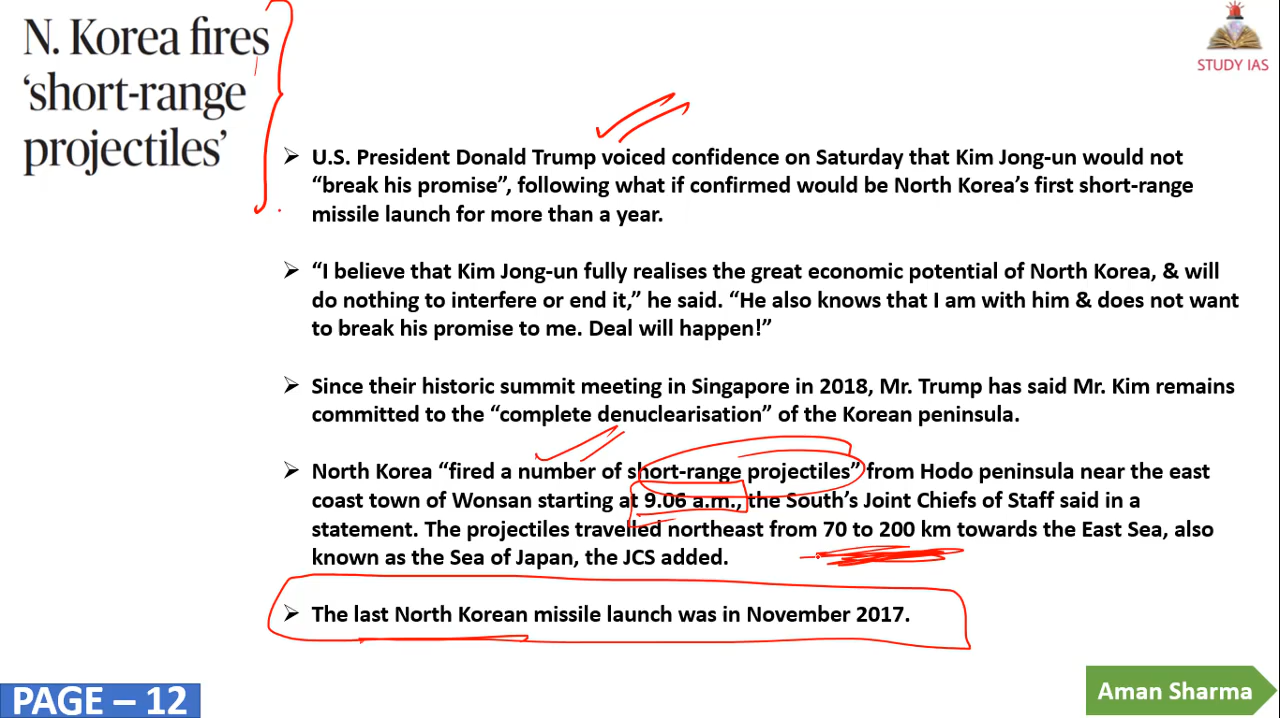 N. Korea fires
‘short-range
projectiles’
STUDY IAS
➢ U.S. President Donald Trump voiced confidence on Saturday that Kim Jong-un would not
“break his promise”, following what if confirmed would be North Korea’s first short-range
missile launch for more than a year.
➢ “I believe that Kim Jong-un fully realises the great economic potential of North Korea, & will
do nothing to interfere or end it,” he said. “He also knows that I am with him & does not want
to break his promise to me. Deal will happen!”
➢ Since their historic summit meeting in Singapore in 2018, Mr. Trump has said Mr. Kim remains
committed to the “complete denuclearisation” of the Korean peninsula.
➢ North Korea “fired a number of short-range projectiles” from Hodo peninsula near the east
coast town of Wonsan starting at 9.06 a.m., the South’s Joint Chiefs of Staff said in a
statement. The projectiles travelled northeast from 70 to 200 km towards the East Sea, also
known as the Sea of Japan, the JCS added.
➢ The last North Korean missile launch was in November 2017.
PAGE – 12
Aman Sharma